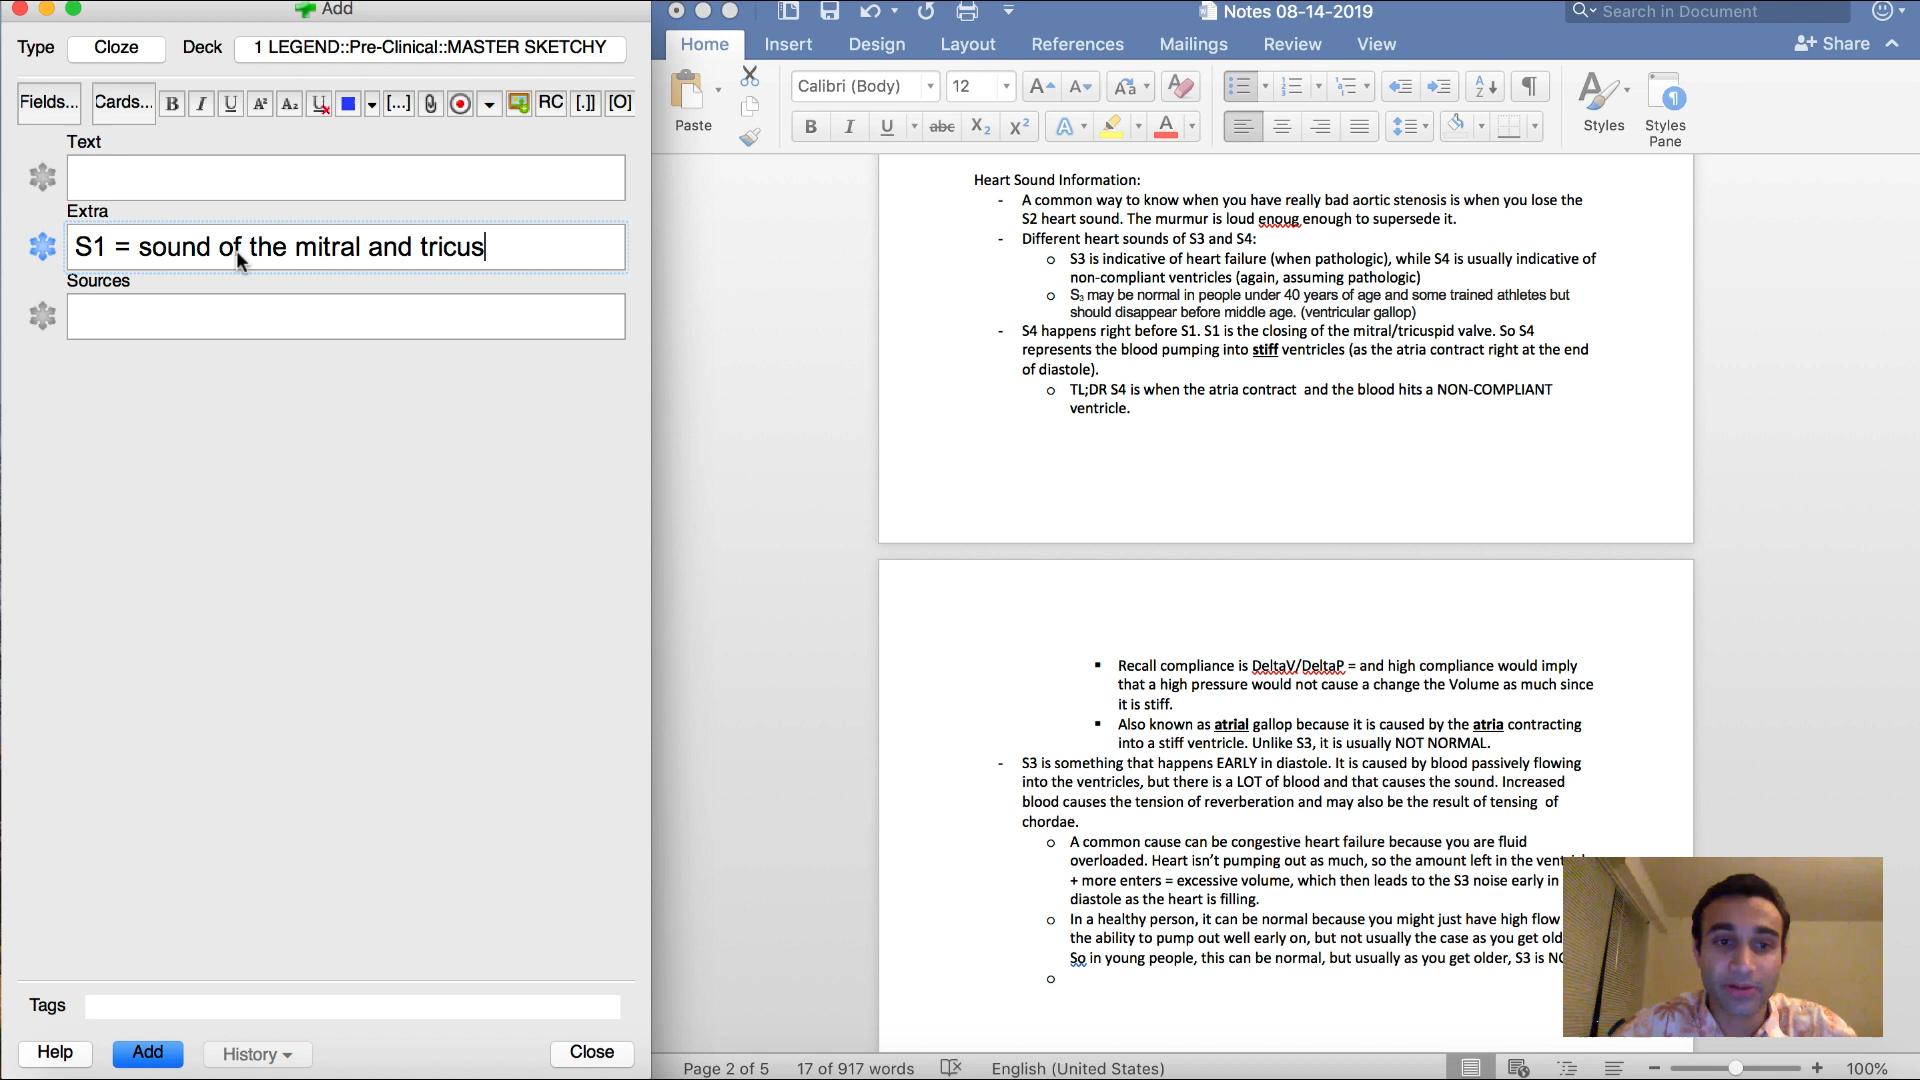 Add
Type Cloze Deck 1 LEGEND::Pre-Clinical::MASTER SKETCHY
Fields... Cards... B I U A² A₂ U [...] RC [.]] [O]
Text
Extra
S1 = sound of the mitral and tricus
Sources
Tags
Help Add History Close
Notes 08-14-2019
Search in Document
Home Insert Design Layout References Mailings Review View Share
Paste
Calibri (Body) 12
B I U abc X₂ X² A A
Styles
Styles Pane
Heart Sound Information:
- A common way to know when you have really bad aortic stenosis is when you lose the
S2 heart sound. The murmur is loud enoug enough to supersede it.
- Different heart sounds of S3 and S4:
o S3 is indicative of heart failure (when pathologic), while S4 is usually indicative of
non-compliant ventricles (again, assuming pathologic)
o S₃ may be normal in people under 40 years of age and some trained athletes but
should disappear before middle age. (ventricular gallop)
- S4 happens right before S1. S1 is the closing of the mitral/tricuspid valve. So S4
represents the blood pumping into stiff ventricles (as the atria contract right at the end
of diastole).
o TL;DR S4 is when the atria contract and the blood hits a NON-COMPLIANT
ventricle.
▪ Recall compliance is DeltaV/DeltaP = and high compliance would imply
that a high pressure would not cause a change the Volume as much since
it is stiff.
▪ Also known as atrial gallop because it is caused by the atria contracting
into a stiff ventricle. Unlike S3, it is usually NOT NORMAL.
- S3 is something that happens EARLY in diastole. It is caused by blood passively flowing
into the ventricles, but there is a LOT of blood and that causes the sound. Increased
blood causes the tension of reverberation and may also be the result of tensing of
chordae.
o A common cause can be congestive heart failure because you are fluid
overloaded. Heart isn't pumping out as much, so the amount left in the
+ more enters = excessive volume, which then leads to the S3 noise early in
diastole as the heart is filling.
o In a healthy person, it can be normal because you might just have high flow
the ability to pump out well early on, but not usually the case as you get
So in young people, this can be normal, but usually as you get older, S3 is
o
Page 2 of 5 17 of 917 words English (United States) 100%